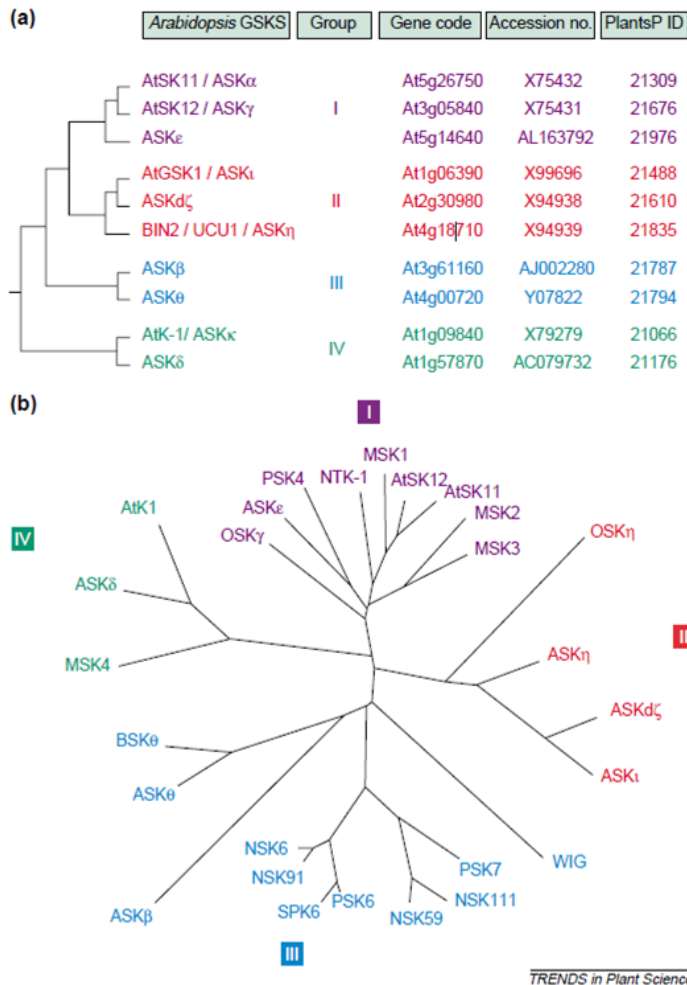 (a)
Arabidopsis GSKS Group Gene code Accession no. PlantsP ID
AtSK11 / ASKα At5g26750 X75432 21309
AtSK12 / ASKγ I At3g05840 X75431 21676
ASKε At5g14640 AL163792 21976
AtGSK1 / ASKι At1g06390 X99696 21488
ASKdζ II At2g30980 X94938 21610
BIN2 / UCU1 / ASKη At4g18710 X94939 21835
ASKβ At3g61160 AJ002280 21787
III
ASKθ At4g00720 Y07822 21794
AtK-1/ ASKκ At1g09840 X79279 21066
IV
ASKδ At1g57870 AC079732 21176
(b)
I
MSK1
PSK4 NTK-1 AtSK12
AtK1 ASKε AtSK11
IV OSKγ MSK2 OSKη
MSK3
ASKδ
II
MSK4 ASKη
ASKdζ
BSKθ
ASKι
ASKθ
NSK6 WIG
NSK91 PSK7
ASKβ SPK6 PSK6 NSK59 NSK111
III
TRENDS in Plant Science